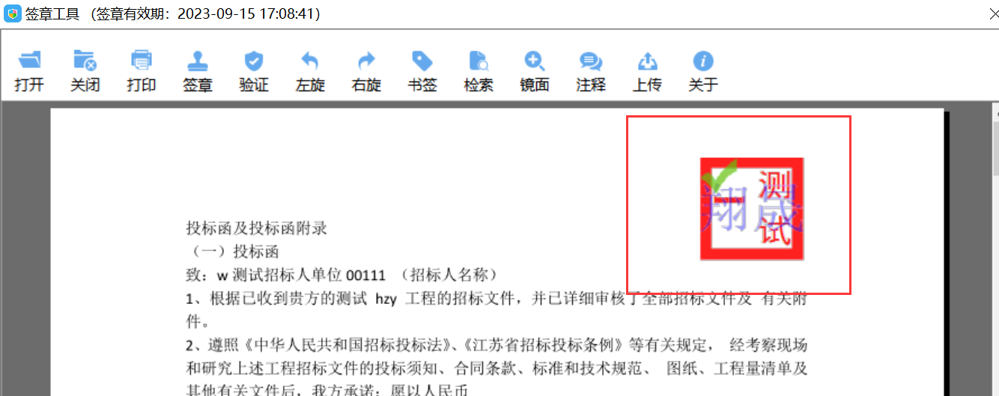 签章工具 (签章有效期：2023-09-15 17:08:41)
打开 关闭 打印 签章 验证 左旋 右旋 书签 检索 镜面 注释 上传 关于
测试一
翔晟
投标函及投标函附录
（一）投标函
致：w 测试招标人单位 00111 （招标人名称）
1、根据已收到贵方的测试 hzy 工程的招标文件，并已详细审核了全部招标文件及 有关附
件。
2、遵照《中华人民共和国招标投标法》、《江苏省招标投标条例》等有关规定， 经考察现场
和研究上述工程招标文件的投标须知、合同条款、标准和技术规范、 图纸、工程量清单及
其他有关文件后，我方承诺：愿以人民币